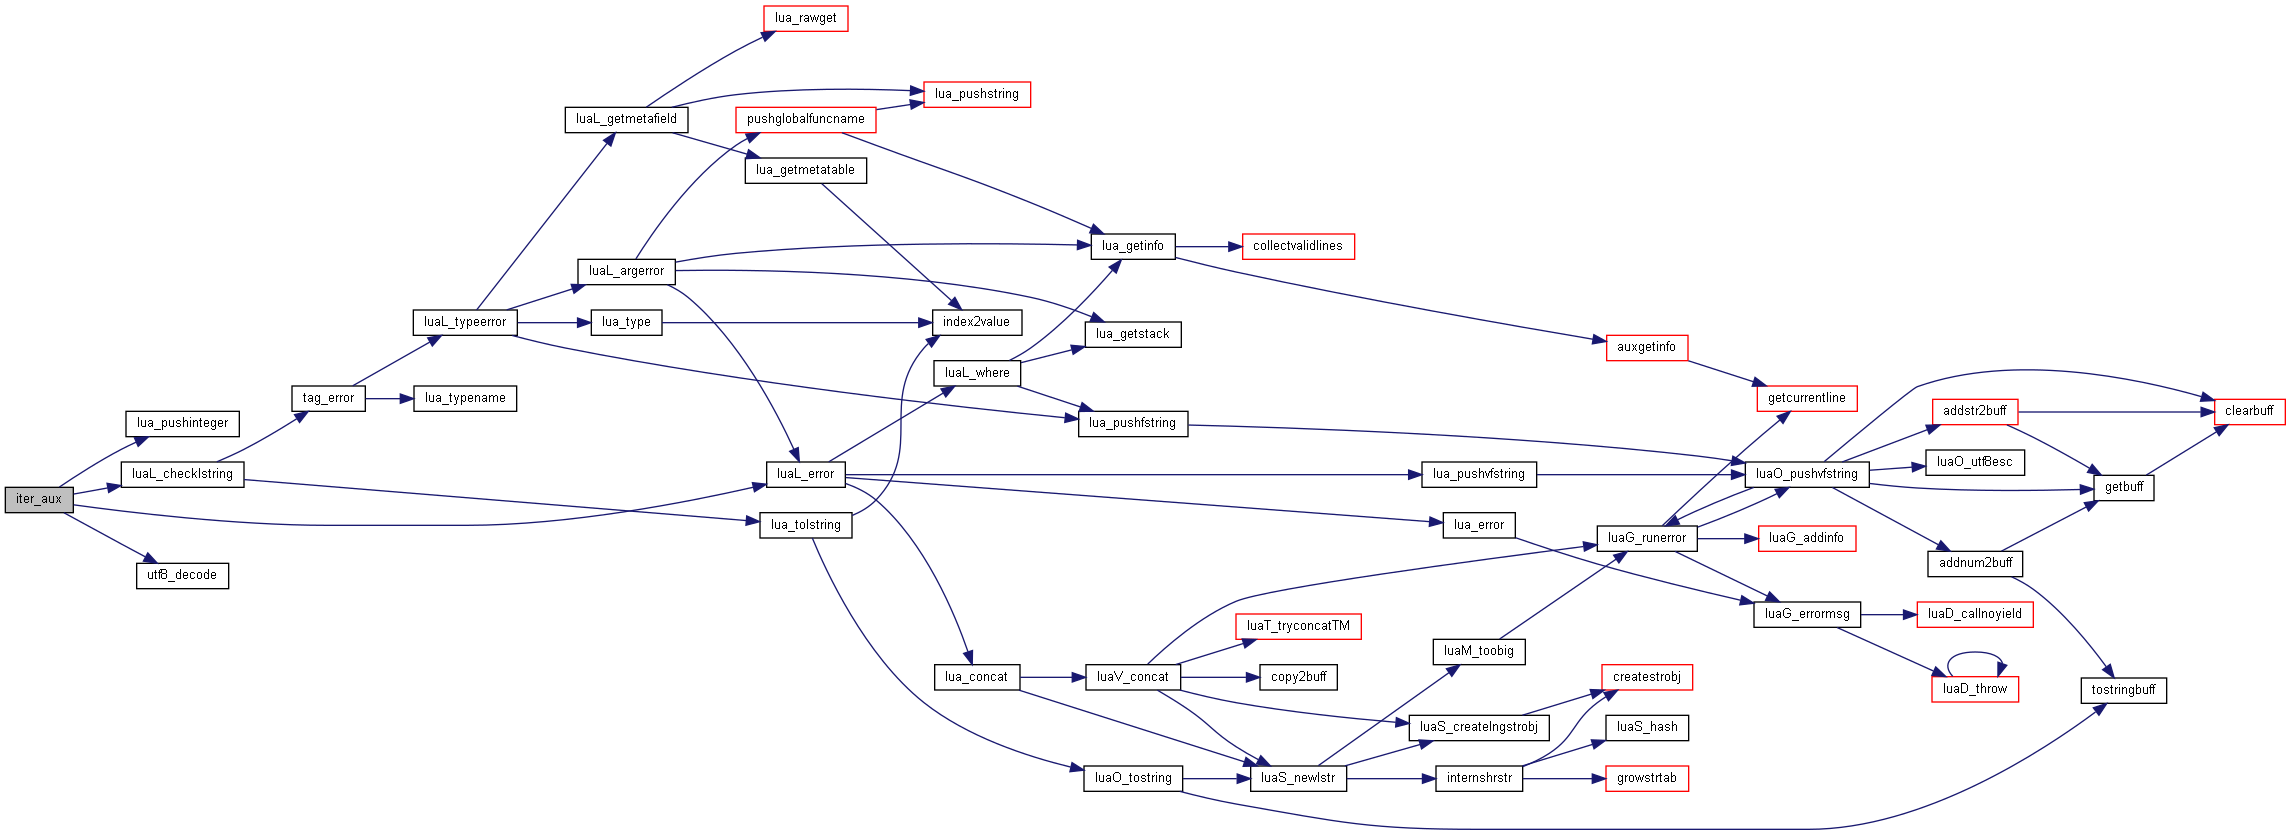 lua_rawget
lua_pushstring
luaL_getmetafield
pushglobalfuncname
lua_getmetatable
lua_getinfo
collectvalidlines
luaL_argerror
luaL_typeerror
lua_type
index2value
lua_getstack
auxgetinfo
luaL_where
tag_error
lua_typename
getcurrentline
lua_pushinteger
lua_pushfstring
addstr2buff
clearbuff
luaL_checklstring
luaL_error
lua_pushvfstring
luaO_pushvfstring
luaO_utf8esc
getbuff
iter_aux
lua_tolstring
lua_error
luaG_runerror
luaG_addinfo
addnum2buff
utf8_decode
luaG_errormsg
luaD_callnoyield
luaT_tryconcatTM
luaM_toobig
lua_concat
luaV_concat
copy2buff
createstrobj
luaD_throw
tostringbuff
luaS_createlngstrobj
luaS_hash
luaO_tostring
luaS_newlstr
internshrstr
growstrtab